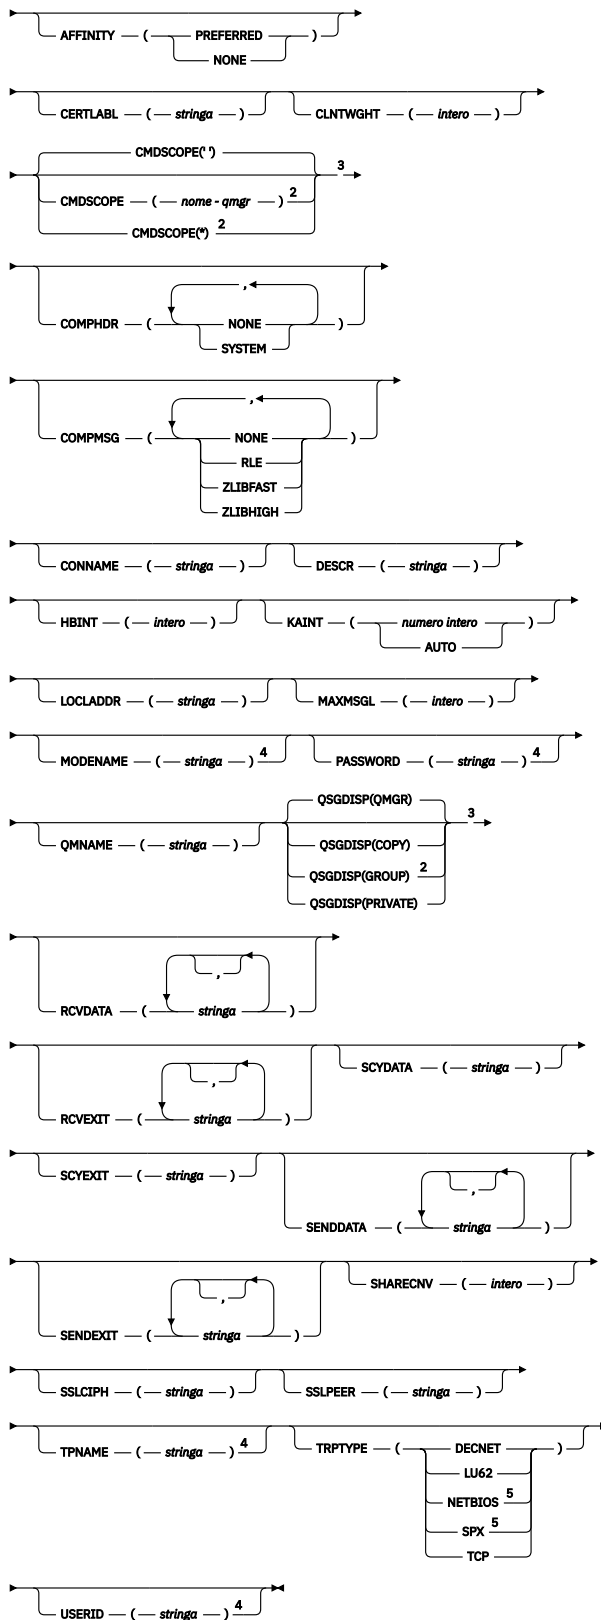 AFFINITY ( PREFERRED )
NONE
CERTLABL ( stringa ) CLNTWGHT ( intero )
CMDSCOPE(' ')
3
CMDSCOPE ( nome - qmgr ) 2
CMDSCOPE(*) 2
,
COMPHDR ( NONE )
SYSTEM
,
COMPMSG ( NONE )
RLE
ZLIBFAST
ZLIBHIGH
CONNAME ( stringa ) DESCR ( stringa )
HBINT ( intero ) KAINT ( numero intero )
AUTO
LOCLADDR ( stringa ) MAXMSGL ( intero )
MODENAME ( stringa ) 4 PASSWORD ( stringa ) 4
QSGDISP(QMGR)
3
QMNAME ( stringa ) QSGDISP(COPY)
QSGDISP(GROUP) 2
QSGDISP(PRIVATE)
,
RCVDATA ( stringa )
,
SCYDATA ( stringa )
RCVEXIT ( stringa )
SCYEXIT ( stringa )
,
SENDDATA ( stringa )
,
SHARECNV ( intero )
SENDEXIT ( stringa )
SSLCIPH ( stringa ) SSLPEER ( stringa )
TPNAME ( stringa ) 4 TRPTYPE ( DECNET )
LU62
NETBIOS 5
SPX 5
TCP
USERID ( stringa ) 4